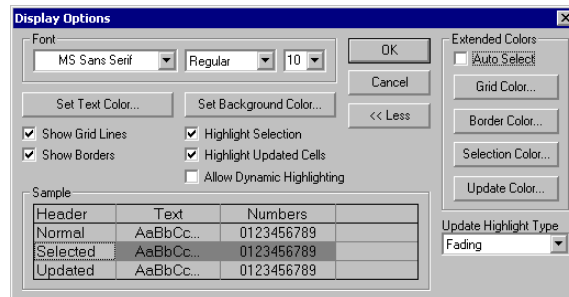 Display Options
Font
MS Sans Serif
Regular
10
OK
Cancel
<< Less
Set Text Color...
Set Background Color...
Show Grid Lines
Highlight Selection
Show Borders
Highlight Updated Cells
Allow Dynamic Highlighting
Extended Colors
Auto Select
Grid Color...
Border Color...
Selection Color...
Update Color...
Update Highlight Type
Fading
Sample
Header Text Numbers
Normal AaBbCc... 0123456789
Selected AaBbCc... 0123456789
Updated AaBbCc... 0123456789